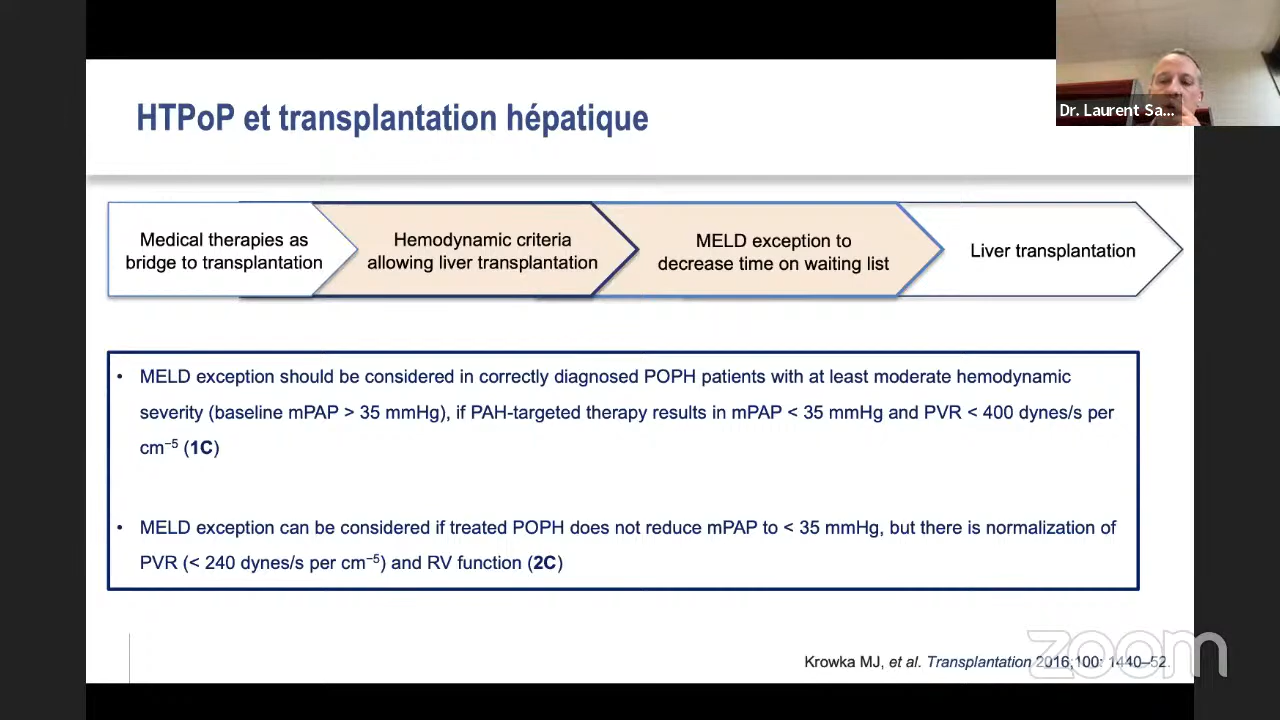 HTPoP et transplantation hépatique
Dr. Laurent Sa...
Medical therapies as
bridge to transplantation
Hemodynamic criteria
allowing liver transplantation
MELD exception to
decrease time on waiting list
Liver transplantation
• MELD exception should be considered in correctly diagnosed POPH patients with at least moderate hemodynamic
severity (baseline mPAP > 35 mmHg), if PAH-targeted therapy results in mPAP < 35 mmHg and PVR < 400 dynes/s per
cm⁻⁵ (1C)
• MELD exception can be considered if treated POPH does not reduce mPAP to < 35 mmHg, but there is normalization of
PVR (< 240 dynes/s per cm⁻⁵) and RV function (2C)
Krowka MJ, et al. Transplantation 2016;100: 1440–52.
zoom